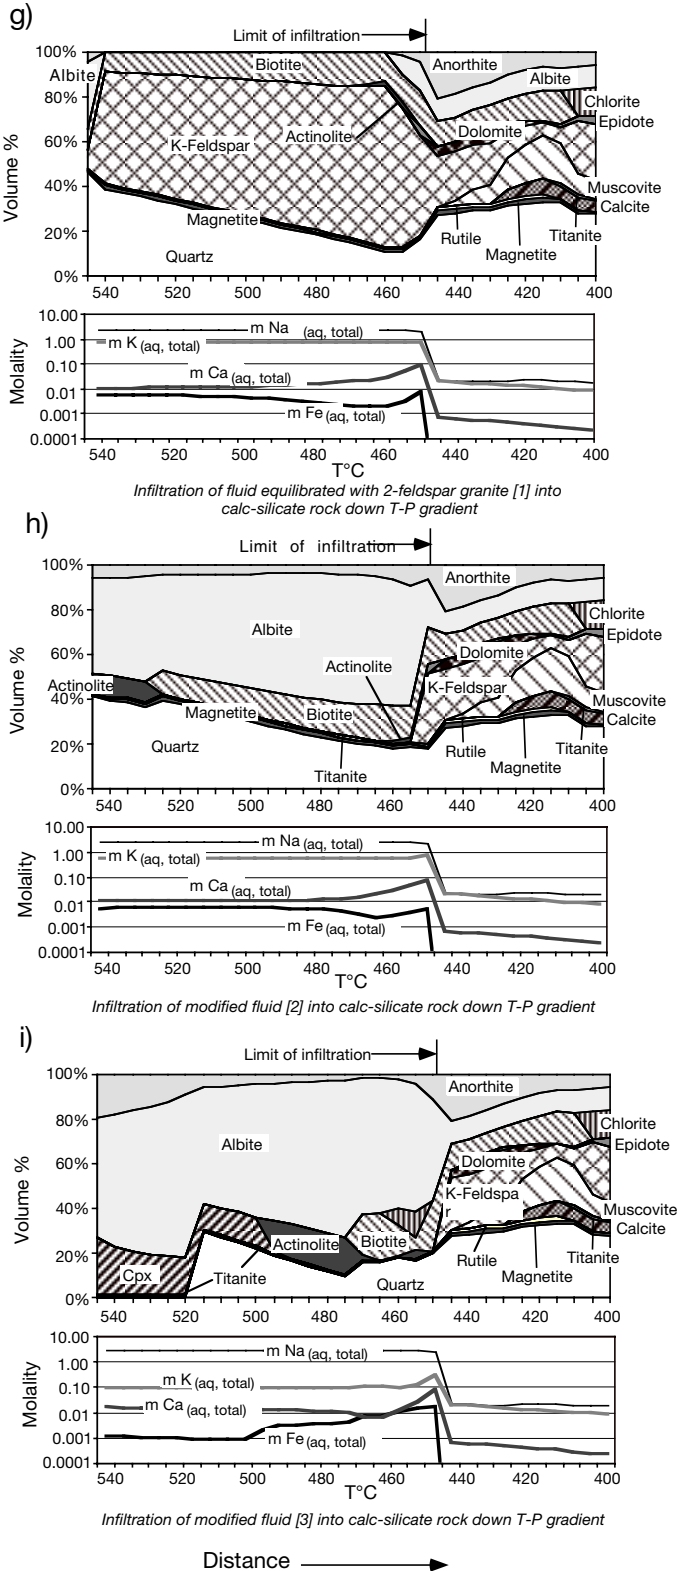 g)
Limit of infiltration
100%
80%
60%
40%
20%
0%
Volume %
Albite
Biotite
Anorthite
Albite
Chlorite
Epidote
Actinolite
Dolomite
K-Feldspar
Muscovite
Calcite
Magnetite
Rutile
Titanite
Magnetite
Quartz
540 520 500 480 460 440 420 400
10.00
1.00
0.10
0.01
0.001
0.0001
Molality
m Na (aq, total)
m K(aq, total)
m Ca(aq, total)
m Fe(aq, total)
540 520 500 480 460 440 420 400
T°C
Infiltration of fluid equilibrated with 2-feldspar granite [1] into
calc-silicate rock down T-P gradient
h)
Limit of infiltration
100%
80%
60%
40%
20%
0%
Volume %
Anorthite
Albite
Chlorite
Epidote
Dolomite
Actinolite
Actinolite
K-Feldspar
Muscovite
Calcite
Magnetite
Biotite
Quartz
Rutile
Titanite
Magnetite
Titanite
540 520 500 480 460 440 420 400
10.00
1.00
0.10
0.01
0.001
0.0001
Molality
m Na(aq, total)
m K(aq, total)
m Ca(aq, total)
m Fe(aq, total)
540 520 500 480 460 440 420 400
T°C
Infiltration of modified fluid [2] into calc-silicate rock down T-P gradient
i)
Limit of infiltration
100%
80%
60%
40%
20%
0%
Volume %
Anorthite
Albite
Chlorite
Epidote
Dolomite
K-Feldspa
r
Muscovite
Calcite
Actinolite
Biotite
Cpx
Titanite
Quartz
Rutile
Magnetite
Titanite
540 520 500 480 460 440 420 400
10.00
1.00
0.10
0.01
0.001
0.0001
Molality
m Na(aq, total)
m K(aq, total)
m Ca(aq, total)
m Fe(aq, total)
540 520 500 480 460 440 420 400
T°C
Infiltration of modified fluid [3] into calc-silicate rock down T-P gradient
Distance